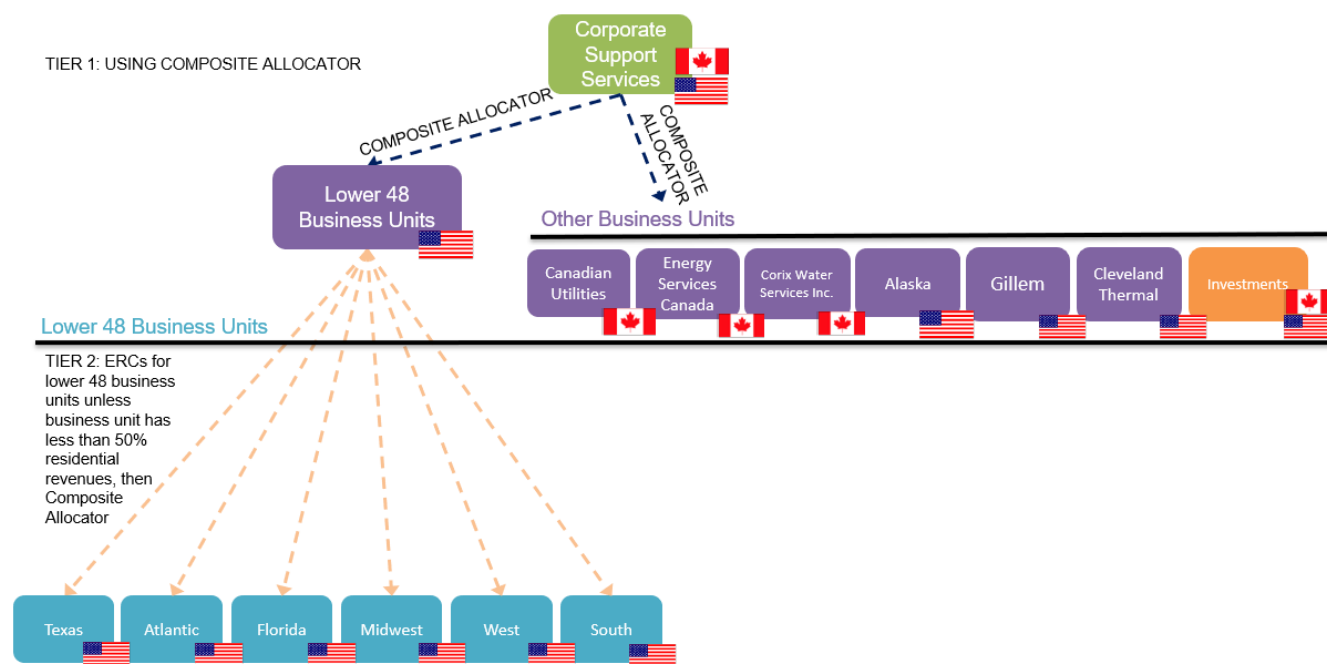 Corporate
Support
Services
TIER 1: USING COMPOSITE ALLOCATOR
COMPOSITE ALLOCATOR
COMPOSITE
ALLOCATOR
Lower 48
Business Units
Other Business Units
Canadian
Utilities
Energy
Services
Canada
Corix Water
Services Inc.
Alaska
Gillem
Cleveland
Thermal
Investments
Lower 48 Business Units
TIER 2: ERCs for
lower 48 business
units unless
business unit has
less than 50%
residential
revenues, then
Composite
Allocator
Texas
Atlantic
Florida
Midwest
West
South